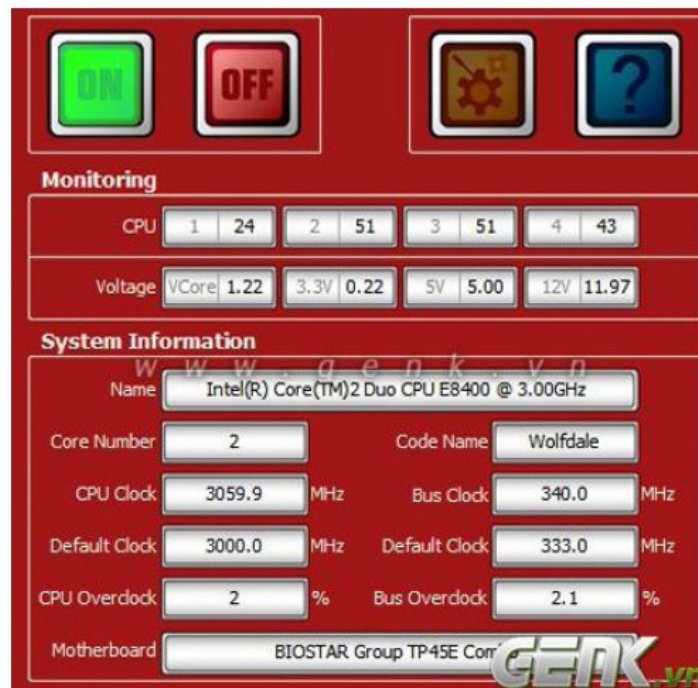 ON OFF ?
Monitoring
CPU 1 24 2 51 3 51 4 43
Voltage VCore 1.22 3.3V 0.22 5V 5.00 12V 11.97
System Information
www.genk.vn
Name Intel(R) Core(TM)2 Duo CPU E8400 @ 3.00GHz
Core Number 2 Code Name Wolfdale
CPU Clock 3059.9 MHz Bus Clock 340.0 MHz
Default Clock 3000.0 MHz Default Clock 333.0 MHz
CPU Overclock 2 % Bus Overclock 2.1 %
Motherboard BIOSTAR Group TP45E
GENK.vn